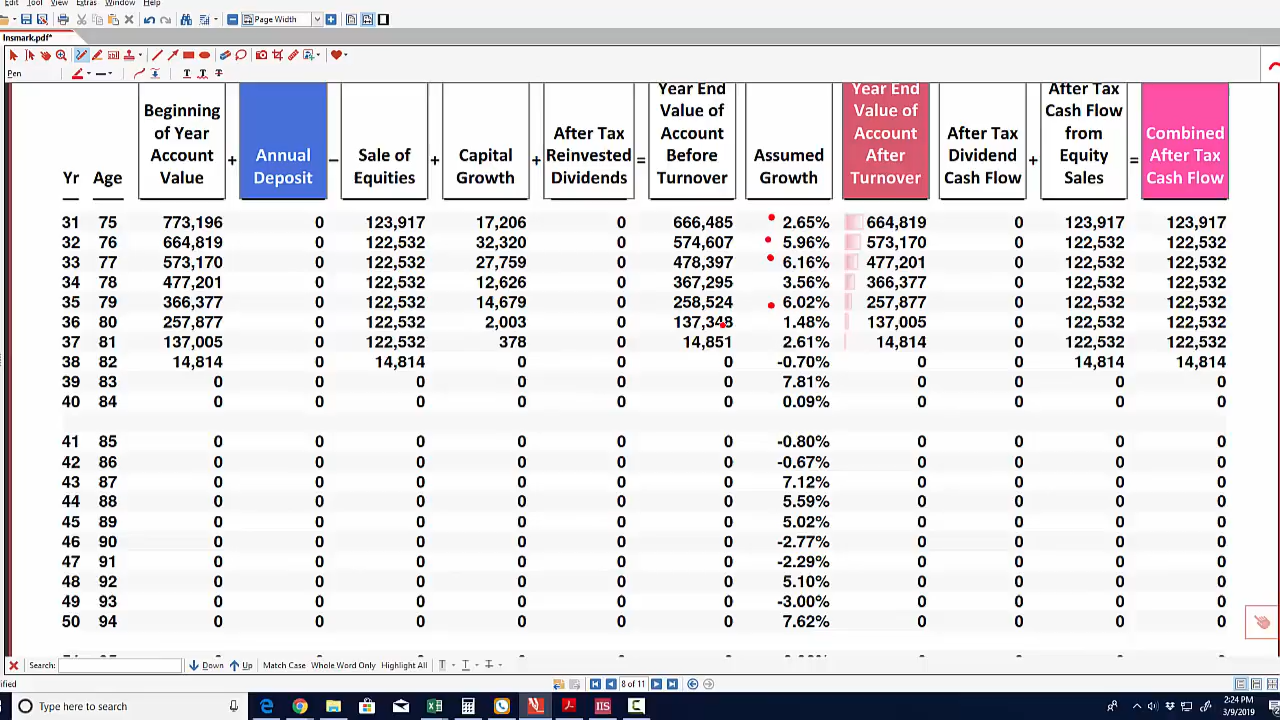 Tool View Extras Window Help
Page Width
Insmark.pdf*
Pen
Yr
Age
Beginning of Year Account Value
+
Annual Deposit
–
Sale of Equities
+
Capital Growth
+
After Tax Reinvested Dividends
=
Year End Value of Account Before Turnover
Assumed Growth
Year End Value of Account After Turnover
After Tax Dividend Cash Flow
+
After Tax Cash Flow from Equity Sales
=
Combined After Tax Cash Flow
31 75 773,196 0 123,917 17,206 0 666,485 2.65% 664,819 0 123,917 123,917
32 76 664,819 0 122,532 32,320 0 574,607 5.96% 573,170 0 122,532 122,532
33 77 573,170 0 122,532 27,759 0 478,397 6.16% 477,201 0 122,532 122,532
34 78 477,201 0 122,532 12,626 0 367,295 3.56% 366,377 0 122,532 122,532
35 79 366,377 0 122,532 14,679 0 258,524 6.02% 257,877 0 122,532 122,532
36 80 257,877 0 122,532 2,003 0 137,348 1.48% 137,005 0 122,532 122,532
37 81 137,005 0 122,532 378 0 14,851 2.61% 14,814 0 122,532 122,532
38 82 14,814 0 14,814 0 0 0 -0.70% 0 0 14,814 14,814
39 83 0 0 0 0 0 0 7.81% 0 0 0 0
40 84 0 0 0 0 0 0 0.09% 0 0 0 0
41 85 0 0 0 0 0 0 -0.80% 0 0 0 0
42 86 0 0 0 0 0 0 -0.67% 0 0 0 0
43 87 0 0 0 0 0 0 7.12% 0 0 0 0
44 88 0 0 0 0 0 0 5.59% 0 0 0 0
45 89 0 0 0 0 0 0 5.02% 0 0 0 0
46 90 0 0 0 0 0 0 -2.77% 0 0 0 0
47 91 0 0 0 0 0 0 -2.29% 0 0 0 0
48 92 0 0 0 0 0 0 5.10% 0 0 0 0
49 93 0 0 0 0 0 0 -3.00% 0 0 0 0
50 94 0 0 0 0 0 0 7.62% 0 0 0 0
Search: Down Up Match Case Whole Word Only Highlight All
8 of 11
Type here to search
IIS
2:24 PM
3/9/2019